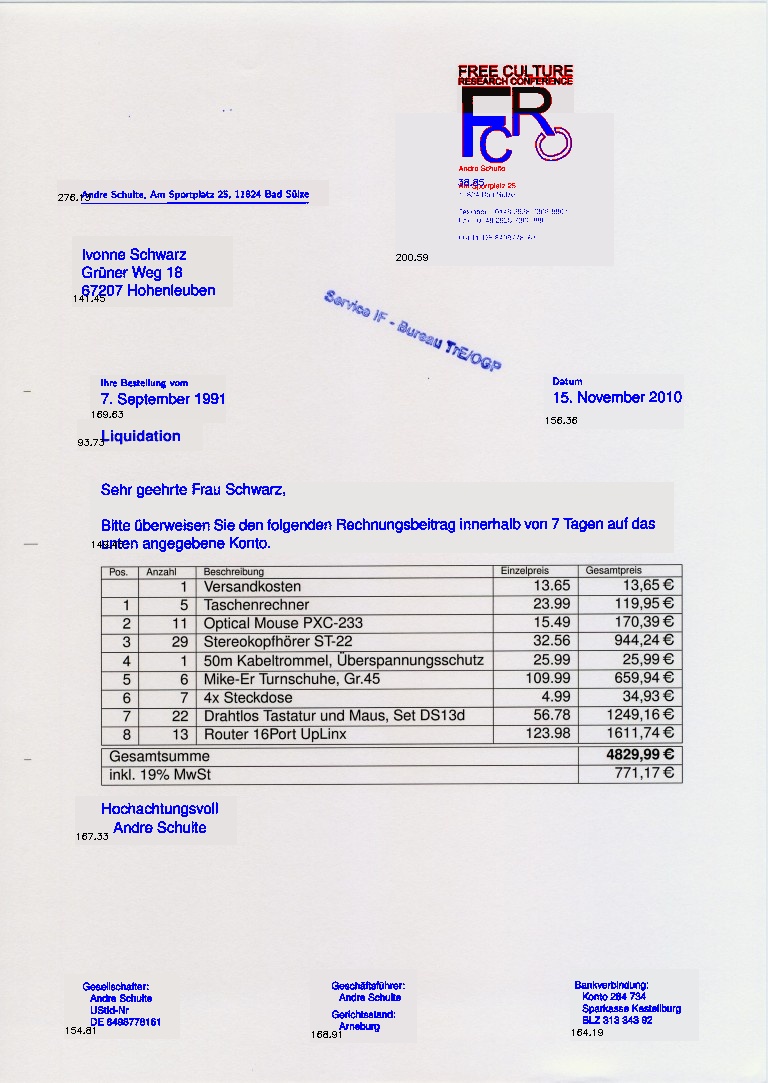 FREE CULTURE
RESEARCH CONFERENCE
FCRC
Andre Schulte
38.85
Am Sportplatz 25
276.19
Andre Schulte, Am Sportplatz 25, 11824 Bad Sülze
200.59
Ivonne Schwarz
Grüner Weg 18
67207 Hohenleuben
141.45
Service IF - Bureau TrE/OGP
Ihre Bestellung vom
7. September 1991
169.63
Datum
15. November 2010
156.36
93.73
Liquidation
Sehr geehrte Frau Schwarz,
Bitte überweisen Sie den folgenden Rechnungsbeitrag innerhalb von 7 Tagen auf das
unten angegebene Konto.
Pos. Anzahl Beschreibung Einzelpreis Gesamtpreis
1 Versandkosten 13.65 13,65 €
1 5 Taschenrechner 23.99 119,95 €
2 11 Optical Mouse PXC-233 15.49 170,39 €
3 29 Stereokopfhörer ST-22 32.56 944,24 €
4 1 50m Kabeltrommel, Überspannungsschutz 25.99 25,99 €
5 6 Mike-Er Turnschuhe, Gr.45 109.99 659,94 €
6 7 4x Steckdose 4.99 34,93 €
7 22 Drahtlos Tastatur und Maus, Set DS13d 56.78 1249,16 €
8 13 Router 16Port UpLinx 123.98 1611,74 €
Gesamtsumme 4829,99 €
inkl. 19% MwSt 771,17 €
Hochachtungsvoll
Andre Schulte
167.33
Gesellschafter:
Andre Schulte
UStId-Nr
DE 6498778161
154.81
Geschäftsführer:
Andre Schulte
Gerichtsstand:
Arneburg
168.91
Bankverbindung:
Konto 284 734
Sparkasse Kastellburg
BLZ 313 343 92
164.19